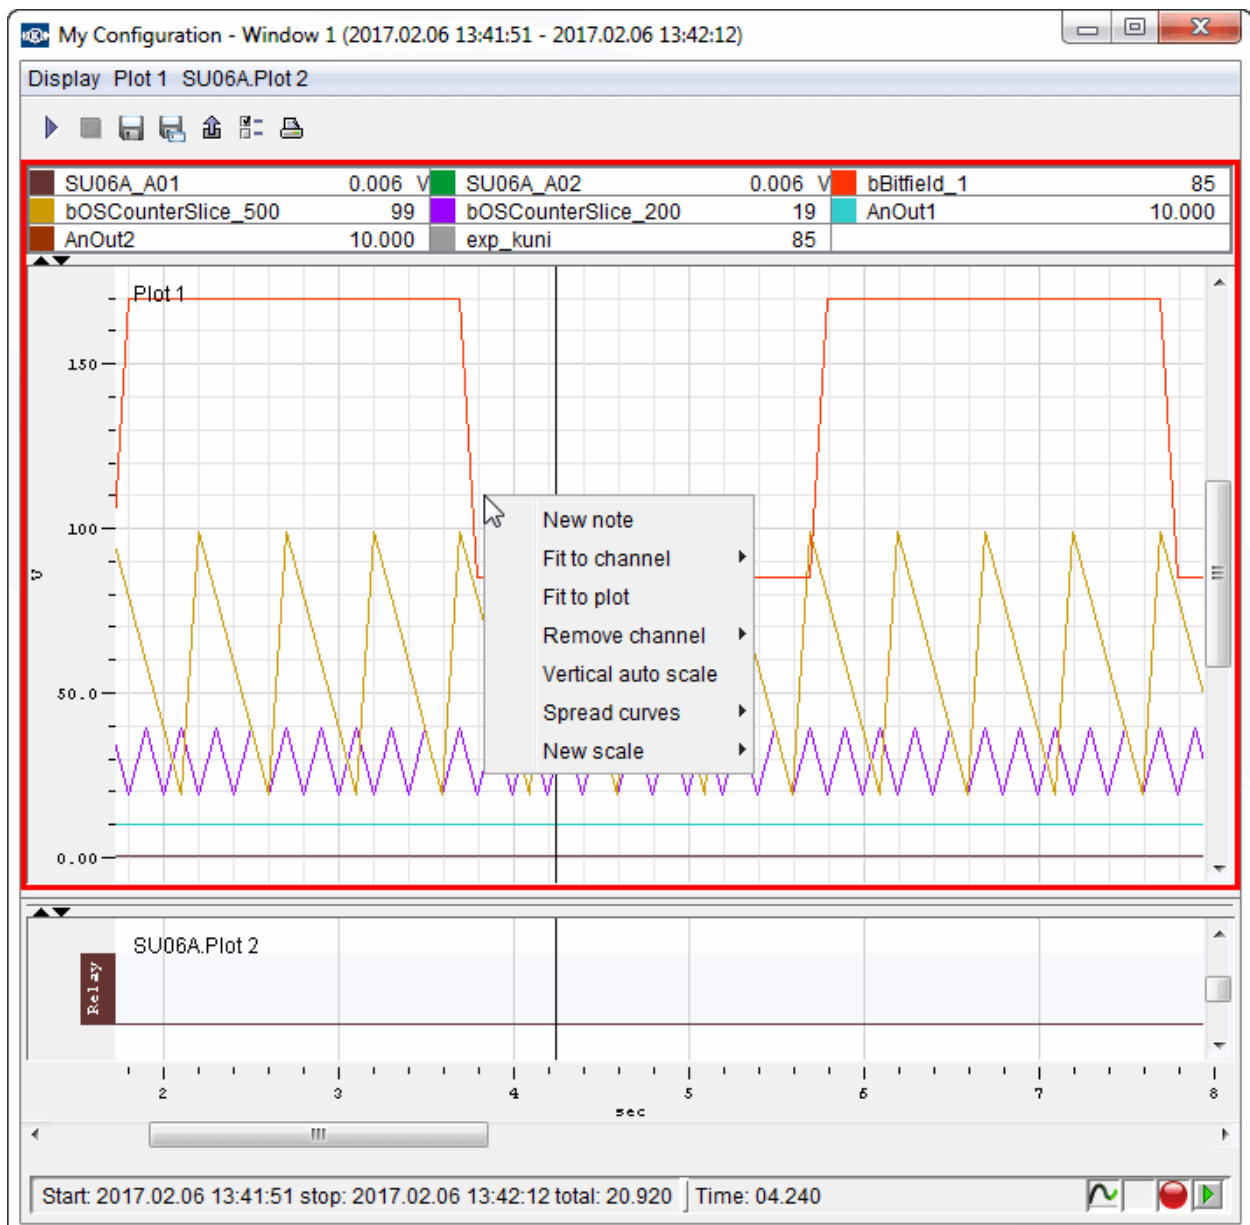 My Configuration - Window 1 (2017.02.06 13:41:51 - 2017.02.06 13:42:12)
Display Plot 1 SU06A.Plot 2
SU06A_A01 0.006 V SU06A_A02 0.006 V bBitfield_1 85
bOSCounterSlice_500 99 bOSCounterSlice_200 19 AnOut1 10.000
AnOut2 10.000 exp_kuni 85
Plot 1
150
100
V
50.0
0.00
New note
Fit to channel
Fit to plot
Remove channel
Vertical auto scale
Spread curves
New scale
SU06A.Plot 2
Relay
2 3 4 5 6 7 8
sec
Start: 2017.02.06 13:41:51 stop: 2017.02.06 13:42:12 total: 20.920 Time: 04.240